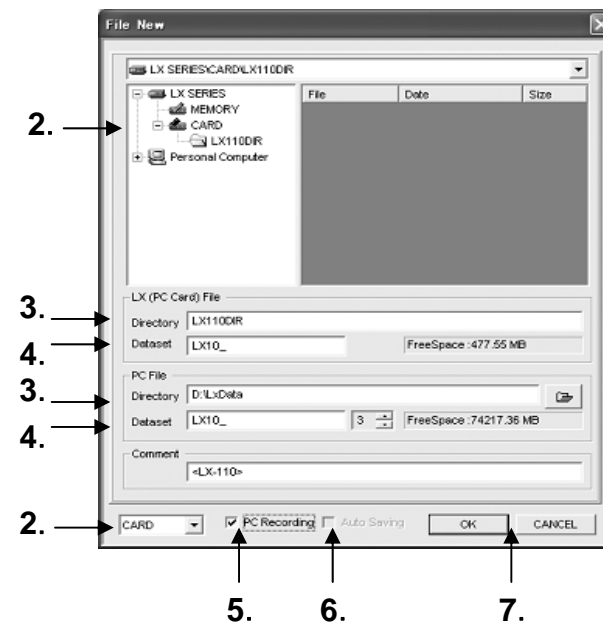 File New
LX SERIES\CARD\LX110DIR
LX SERIES
MEMORY
CARD
LX110DIR
Personal Computer
File Date Size
2.
LX (PC Card) File
3.
Directory LX110DIR
4.
Dataset LX10_ FreeSpace :477.55 MB
PC File
3.
Directory D:\LxData
4.
Dataset LX10_ 3 FreeSpace :74217.36 MB
Comment
<LX-110>
2.
CARD PC Recording Auto Saving OK CANCEL
5. 6. 7.